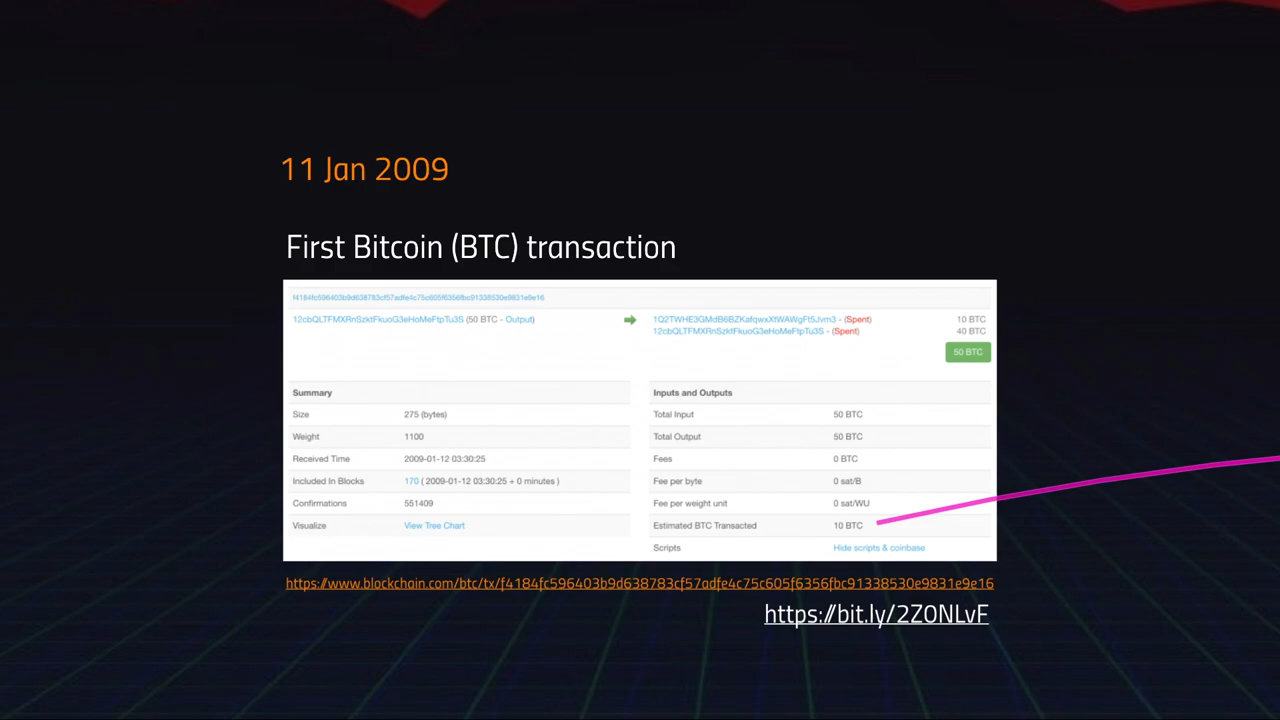 11 Jan 2009
First Bitcoin (BTC) transaction
f4184fc596403b9d638783cf57adfe4c75c605f6356fbc91338530e9831e9e16
12cbQLTFMXRnSzktFkuoG3eHoMeFtpTu3S (50 BTC - Output) 1Q2TWHE3GMdB6BZKafqwxXtWAWgFt5Jvm3 - (Spent) 10 BTC
12cbQLTFMXRnSzktFkuoG3eHoMeFtpTu3S - (Spent) 40 BTC
50 BTC
Summary Inputs and Outputs
Size 275 (bytes) Total Input 50 BTC
Weight 1100 Total Output 50 BTC
Received Time 2009-01-12 03:30:25 Fees 0 BTC
Included In Blocks 170 ( 2009-01-12 03:30:25 + 0 minutes ) Fee per byte 0 sat/B
Confirmations 551409 Fee per weight unit 0 sat/WU
Visualize View Tree Chart Estimated BTC Transacted 10 BTC
Scripts Hide scripts & coinbase
https://www.blockchain.com/btc/tx/f4184fc596403b9d638783cf57adfe4c75c605f6356fbc91338530e9831e9e16
https://bit.ly/2Z0NLvF